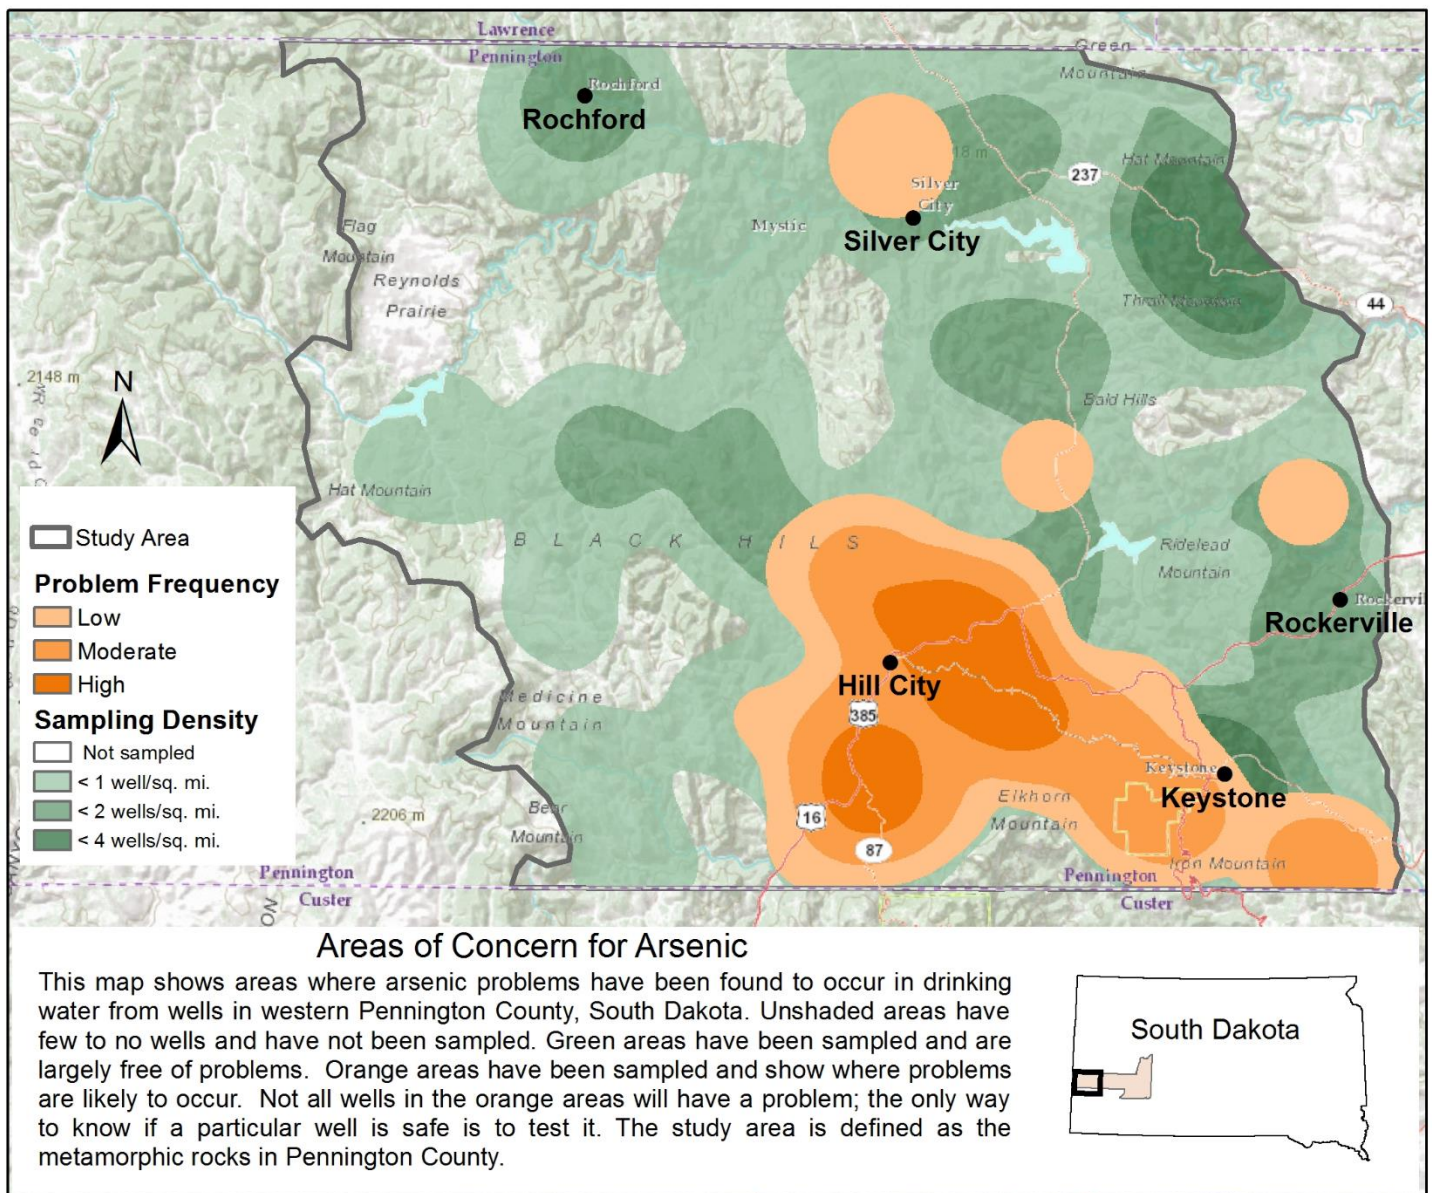 Lawrence
Pennington
Green
Mountain
Rochford
Rochford
Hat Mountain
237
18 m
Silver
City
Silver City
Mystic
Flag
Mountain
Reynolds
Prairie
44
2148 m
N
Bald Hills
Hat Mountain
BLACK HILLS
Ridelead
Mountain
Rockervi
Rockerville
Hill City
385
Medicine
Mountain
Keystone
Keystone
Elkhorn
Mountain
16
87
2206 m
Bear
Mountain
Iron Mountain
Pennington
Custer
Pennington
Custer
Study Area
Problem Frequency
Low
Moderate
High
Sampling Density
Not sampled
< 1 well/sq. mi.
< 2 wells/sq. mi.
< 4 wells/sq. mi.
Areas of Concern for Arsenic
This map shows areas where arsenic problems have been found to occur in drinking
water from wells in western Pennington County, South Dakota. Unshaded areas have
few to no wells and have not been sampled. Green areas have been sampled and are
largely free of problems. Orange areas have been sampled and show where problems
are likely to occur. Not all wells in the orange areas will have a problem; the only way
to know if a particular well is safe is to test it. The study area is defined as the
metamorphic rocks in Pennington County.
South Dakota